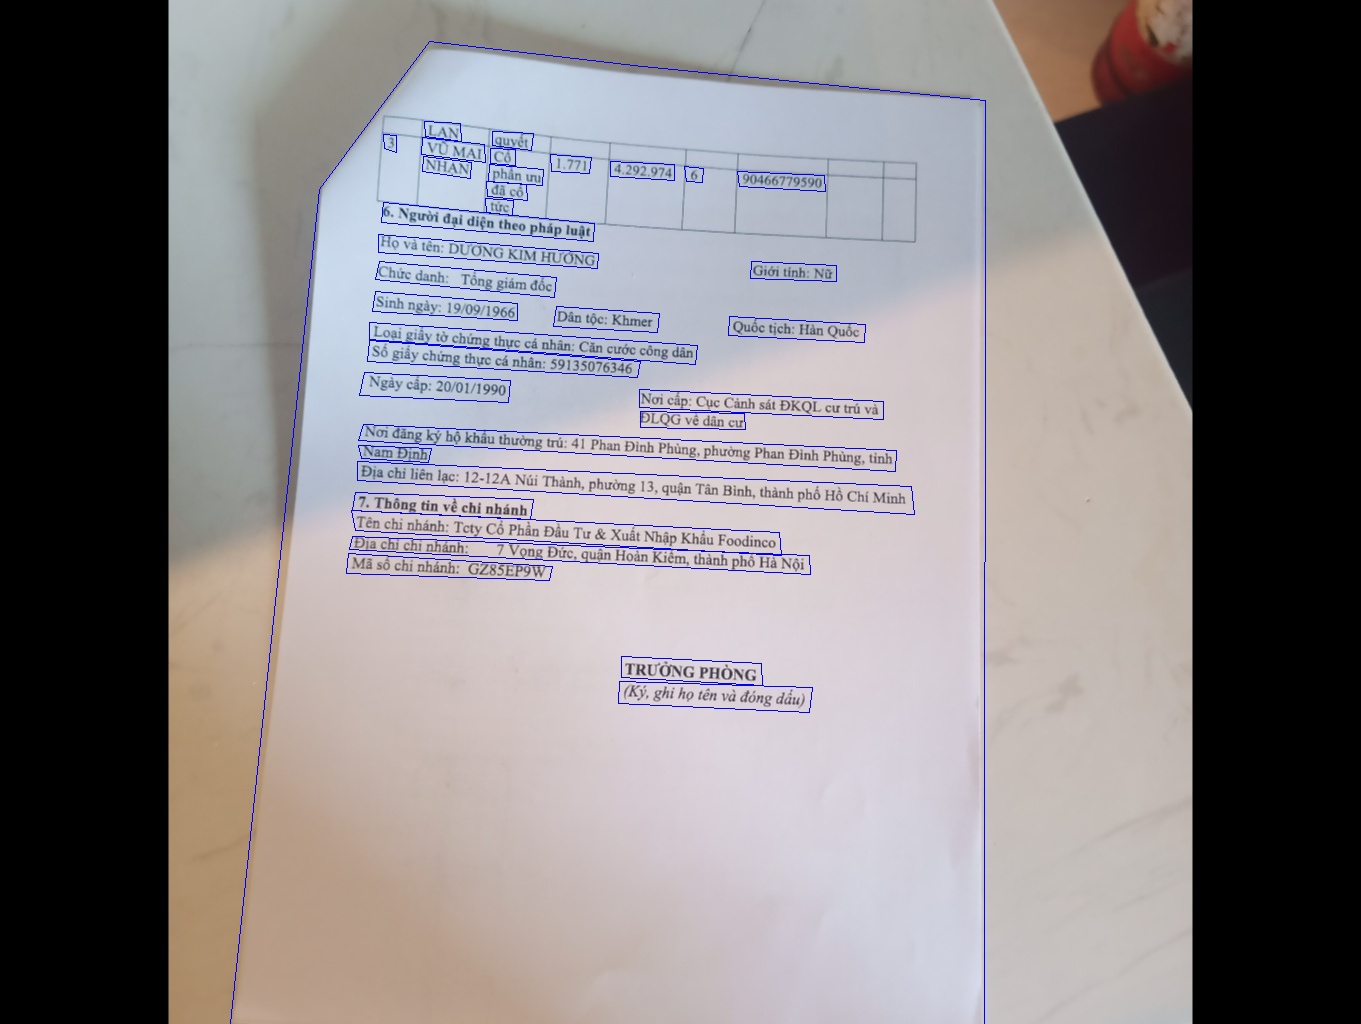 LAN quyết
3 VŨ MAI Cổ 1.771 4.292.974 6 90466779590
NHAN phần ưu
đã cổ
tức
6. Người đại diện theo pháp luật
Họ và tên: DƯƠNG KIM HƯỜNG Giới tính: Nữ
Chức danh: Tổng giám đốc
Sinh ngày: 19/09/1966 Dân tộc: Khmer Quốc tịch: Hàn Quốc
Loại giấy tờ chứng thực cá nhân: Căn cước công dân
Số giấy chứng thực cá nhân: 59135076346
Ngày cấp: 20/01/1990 Nơi cấp: Cục Cảnh sát ĐKQL cư trú và
ĐLQG về dân cư
Nơi đăng ký hộ khẩu thường trú: 41 Phan Đình Phùng, phường Phan Đình Phùng, tỉnh
Nam Định
Địa chỉ liên lạc: 12-12A Núi Thành, phường 13, quận Tân Bình, thành phố Hồ Chí Minh
7. Thông tin về chi nhánh
Tên chi nhánh: Tcty Cổ Phần Đầu Tư & Xuất Nhập Khẩu Foodinco
Địa chỉ chi nhánh: 7 Vọng Đức, quận Hoàn Kiếm, thành phố Hà Nội
Mã số chi nhánh: GZ85EP9W
TRƯỞNG PHÒNG
(Ký, ghi họ tên và đóng dấu)